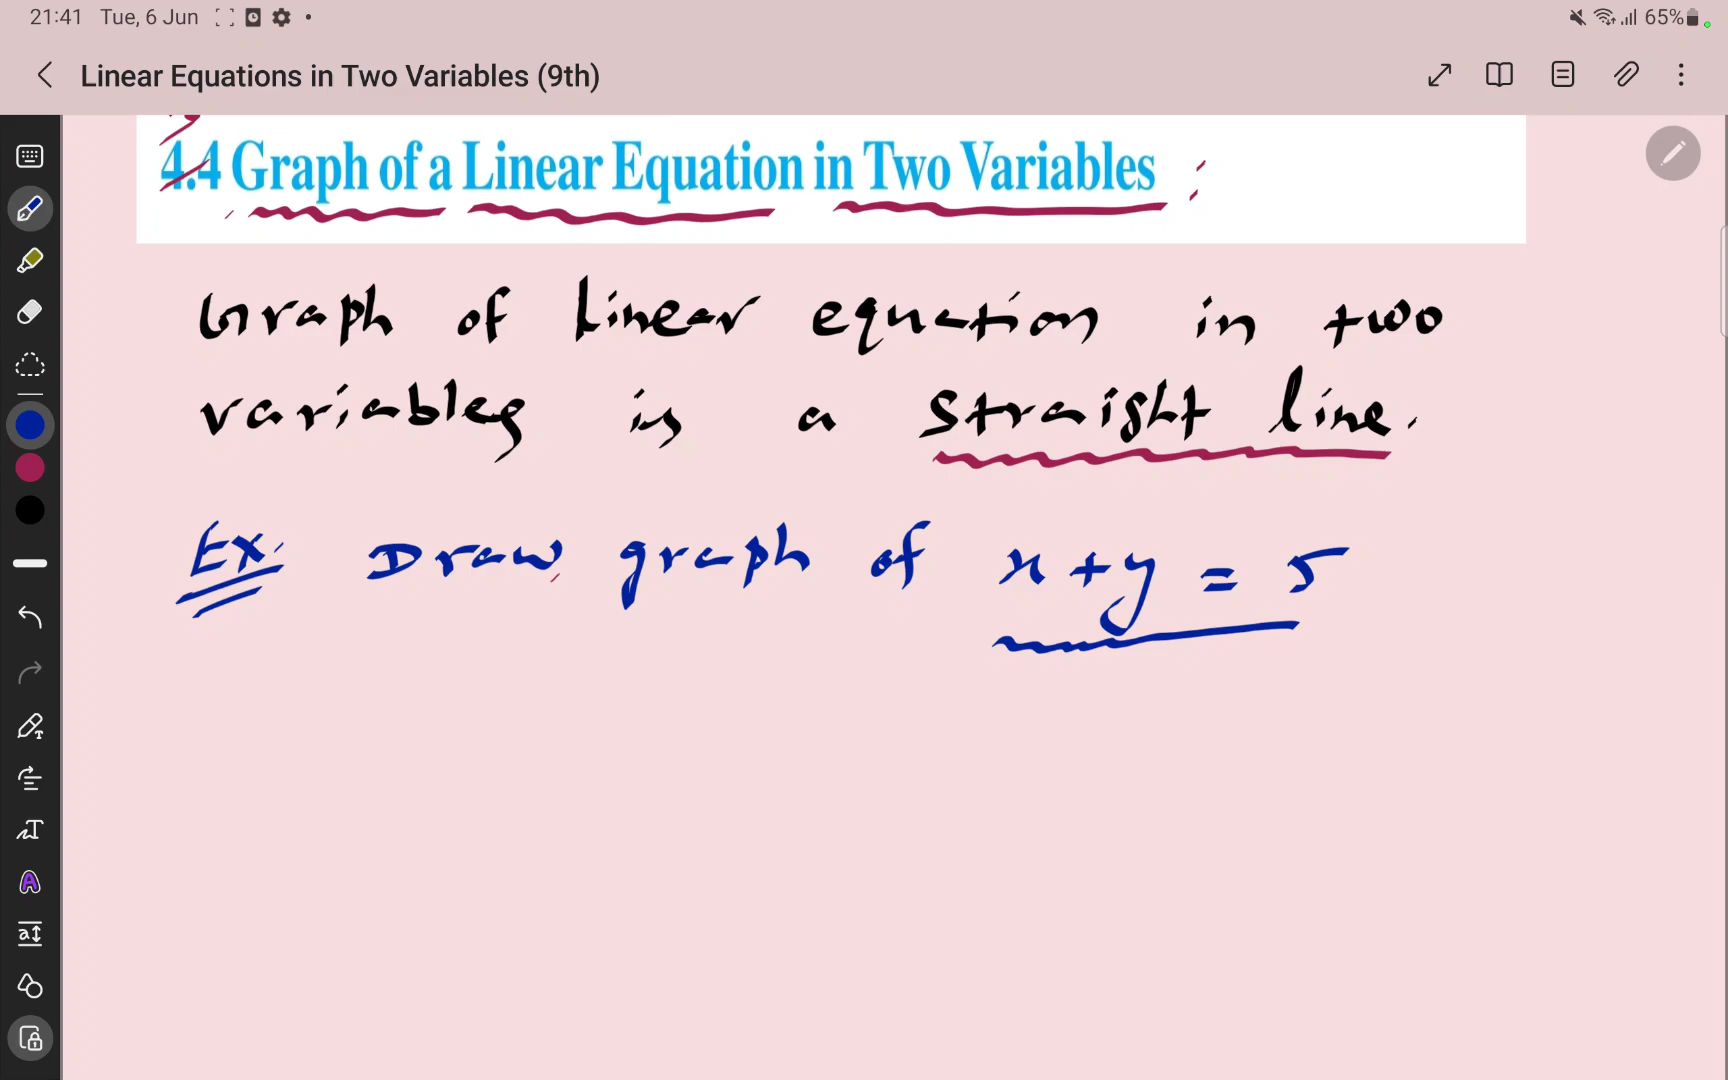 21:41 Tue, 6 Jun
65%
Linear Equations in Two Variables (9th)
4.4 Graph of a Linear Equation in Two Variables :
Graph of Linear equation in two
variables is a straight line.
Ex: Draw graph of x + y = 5